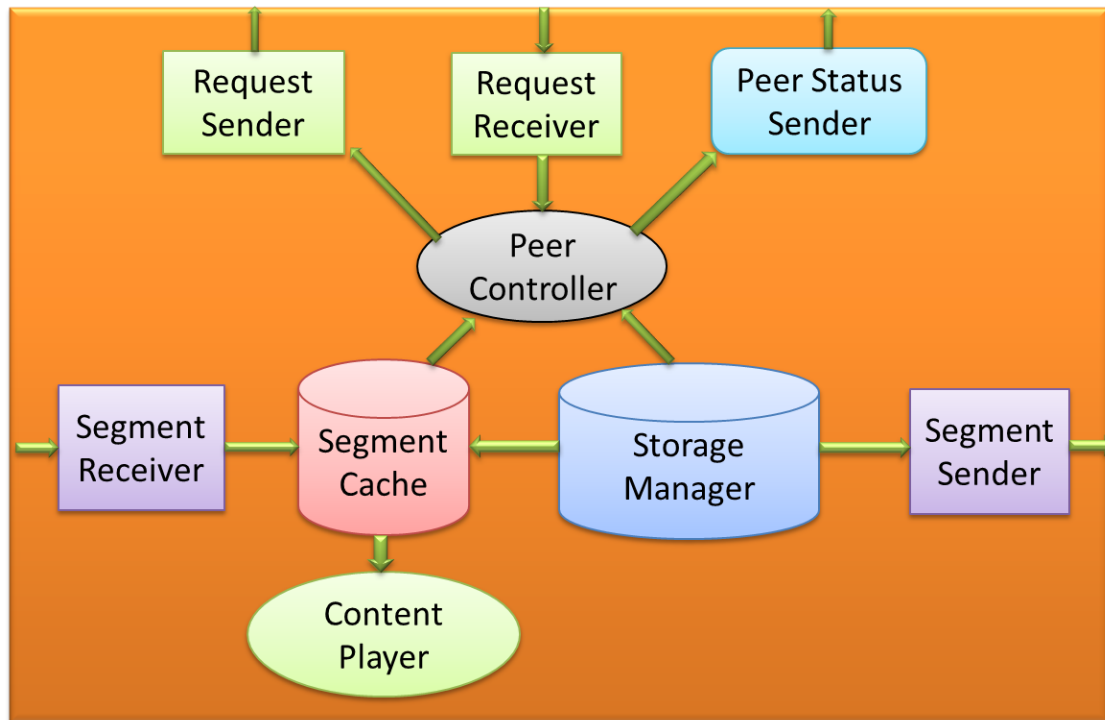 Request
Sender
Request
Receiver
Peer Status
Sender
Peer
Controller
Segment
Receiver
Segment
Cache
Storage
Manager
Segment
Sender
Content
Player